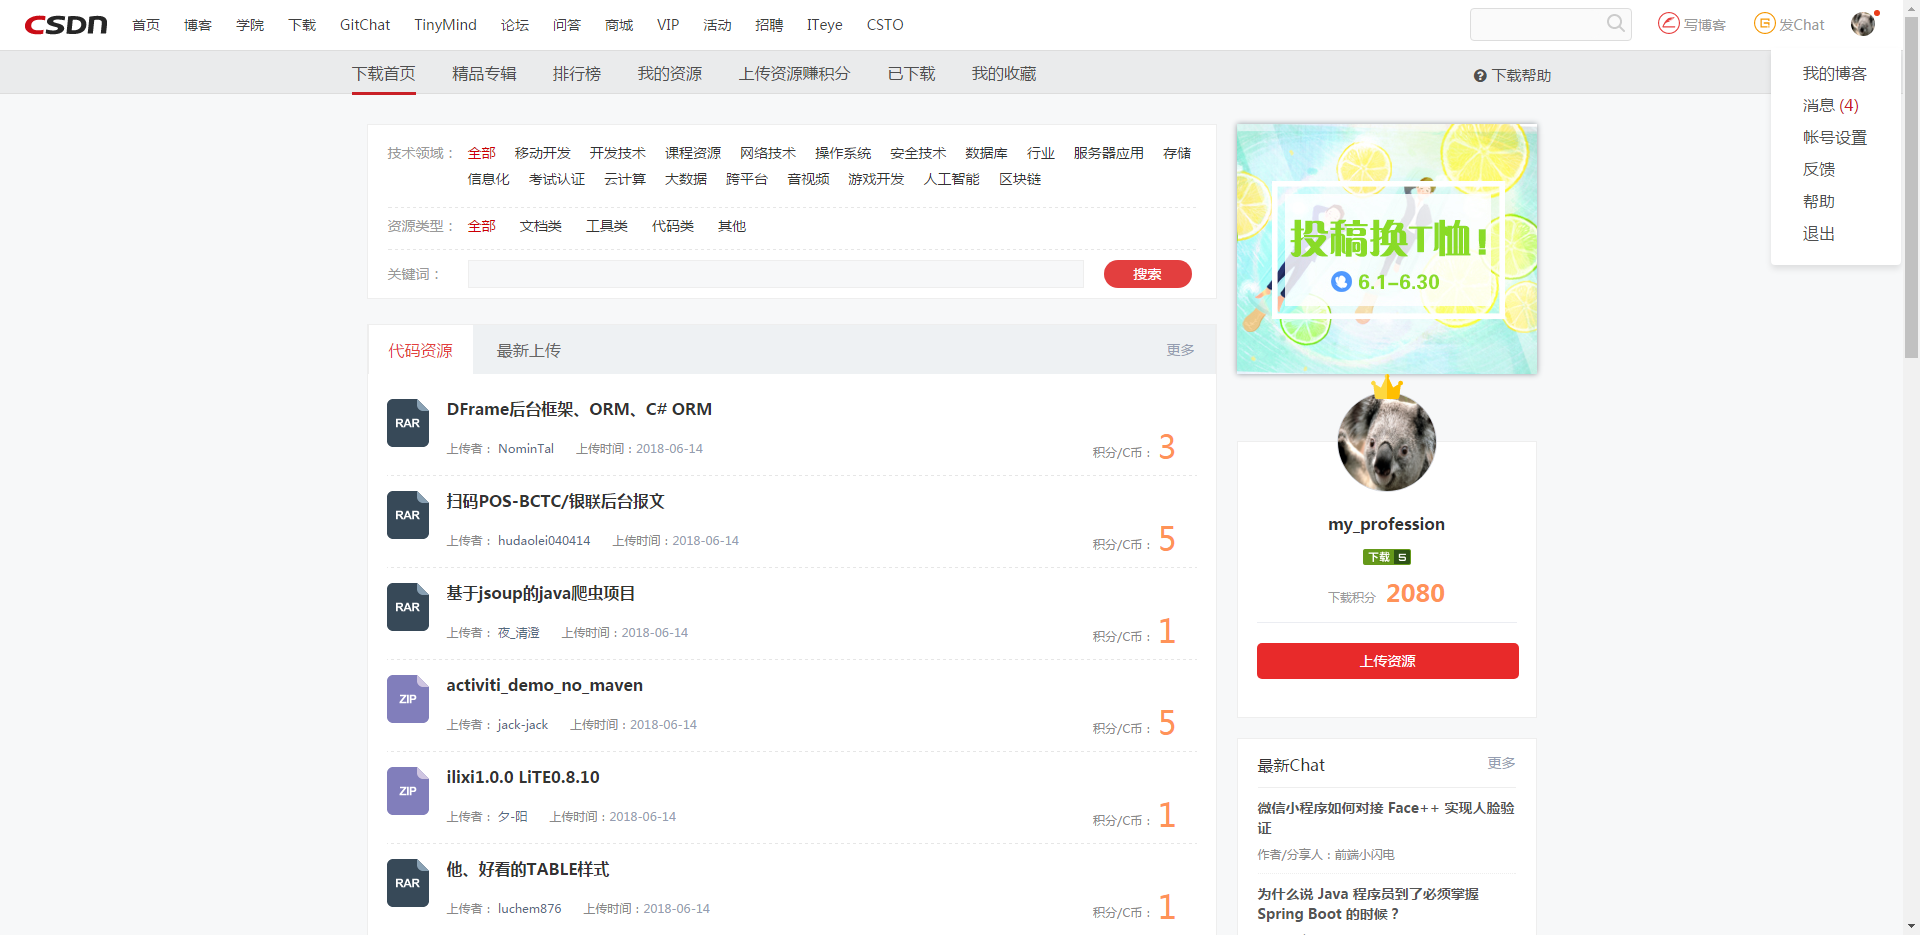 CSDN 首页 博客 学院 下载 GitChat TinyMind 论坛 问答 商城 VIP 活动 招聘 ITeye CSTO 写博客 发Chat
下载首页 精品专辑 排行榜 我的资源 上传资源赚积分 已下载 我的收藏 下载帮助
我的博客
消息 (4)
帐号设置
反馈
帮助
退出
技术领域： 全部 移动开发 开发技术 课程资源 网络技术 操作系统 安全技术 数据库 行业 服务器应用 存储
信息化 考试认证 云计算 大数据 跨平台 音视频 游戏开发 人工智能 区块链
资源类型： 全部 文档类 工具类 代码类 其他
关键词： 搜索
投稿换T恤!
6.1-6.30
代码资源 最新上传 更多
RAR
DFrame后台框架、ORM、C# ORM
上传者： NominTal 上传时间：2018-06-14 积分/C币： 3
RAR
扫码POS-BCTC/银联后台报文
上传者： hudaolei040414 上传时间：2018-06-14 积分/C币： 5
RAR
基于jsoup的java爬虫项目
上传者： 夜_清澄 上传时间：2018-06-14 积分/C币： 1
ZIP
activiti_demo_no_maven
上传者： jack-jack 上传时间：2018-06-14 积分/C币： 5
ZIP
ilixi1.0.0 LiTE0.8.10
上传者： 夕-阳 上传时间：2018-06-14 积分/C币： 1
RAR
他、好看的TABLE样式
上传者： luchem876 上传时间：2018-06-14 积分/C币： 1
my_profession
下载 5
下载积分 2080
上传资源
最新Chat 更多
微信小程序如何对接 Face++ 实现人脸验
证
作者/分享人：前端小闪电
为什么说 Java 程序员到了必须掌握
Spring Boot 的时候？